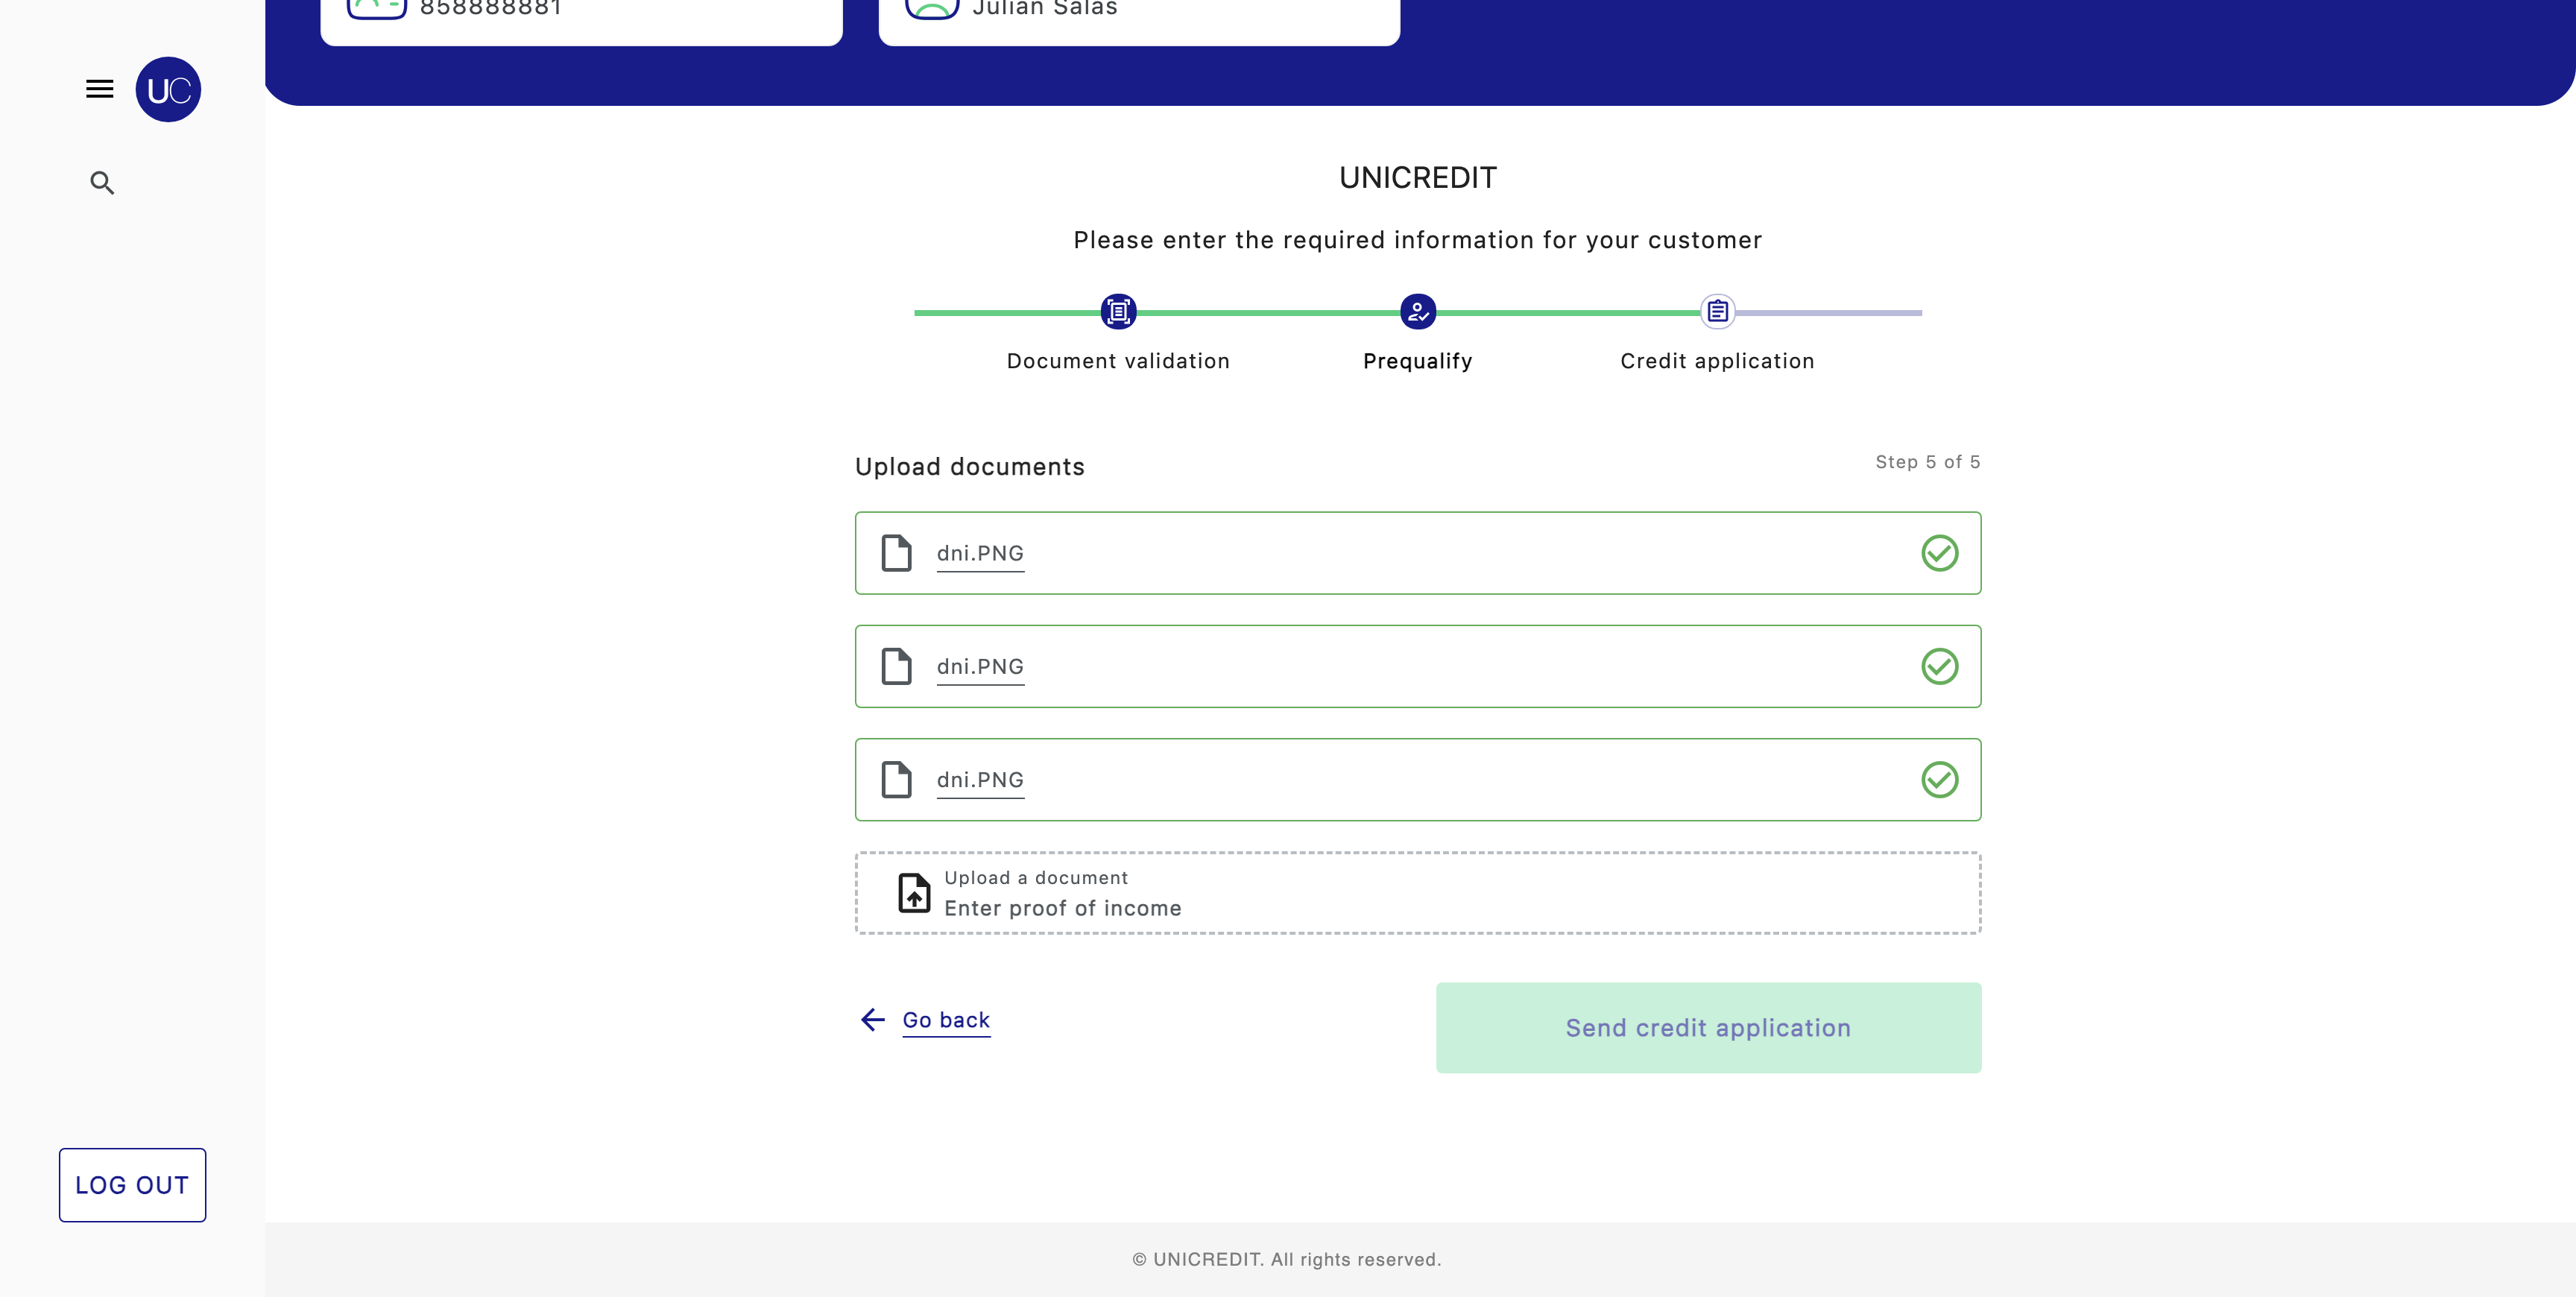 858888881
Julian Salas
UC
UNICREDIT
Please enter the required information for your customer
Document validation
Prequalify
Credit application
Upload documents
Step 5 of 5
dni.PNG
dni.PNG
dni.PNG
Upload a document
Enter proof of income
Go back
Send credit application
LOG OUT
© UNICREDIT. All rights reserved.